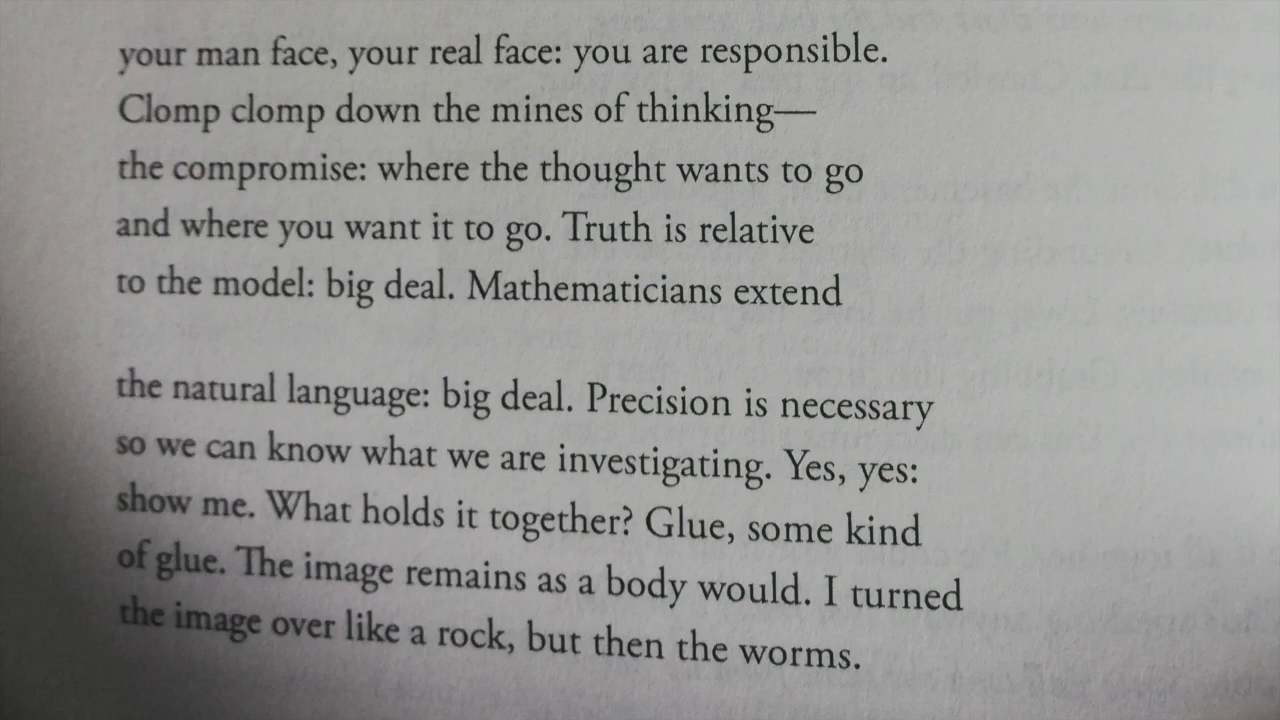 your man face, your real face: you are responsible.
Clomp clomp down the mines of thinking—
the compromise: where the thought wants to go
and where you want it to go. Truth is relative
to the model: big deal. Mathematicians extend
the natural language: big deal. Precision is necessary
so we can know what we are investigating. Yes, yes:
show me. What holds it together? Glue, some kind
of glue. The image remains as a body would. I turned
the image over like a rock, but then the worms.